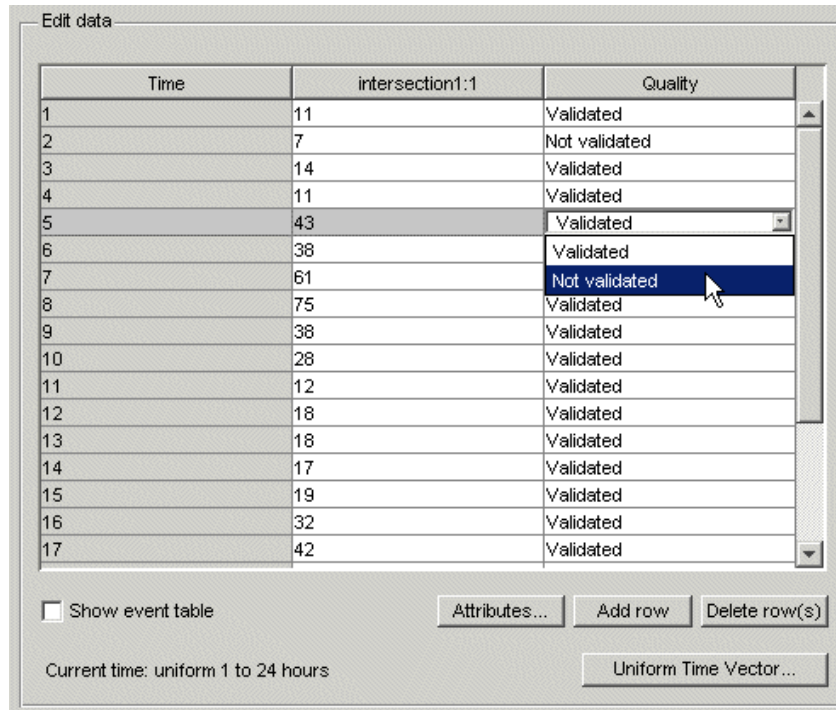 Edit data
Time intersection1:1 Quality
1 11 Validated
2 7 Not validated
3 14 Validated
4 11 Validated
5 43 Validated
6 38 Validated
7 61 Not validated
8 75 Validated
9 38 Validated
10 28 Validated
11 12 Validated
12 18 Validated
13 18 Validated
14 17 Validated
15 19 Validated
16 32 Validated
17 42 Validated
Show event table Attributes... Add row Delete row(s)
Current time: uniform 1 to 24 hours Uniform Time Vector...